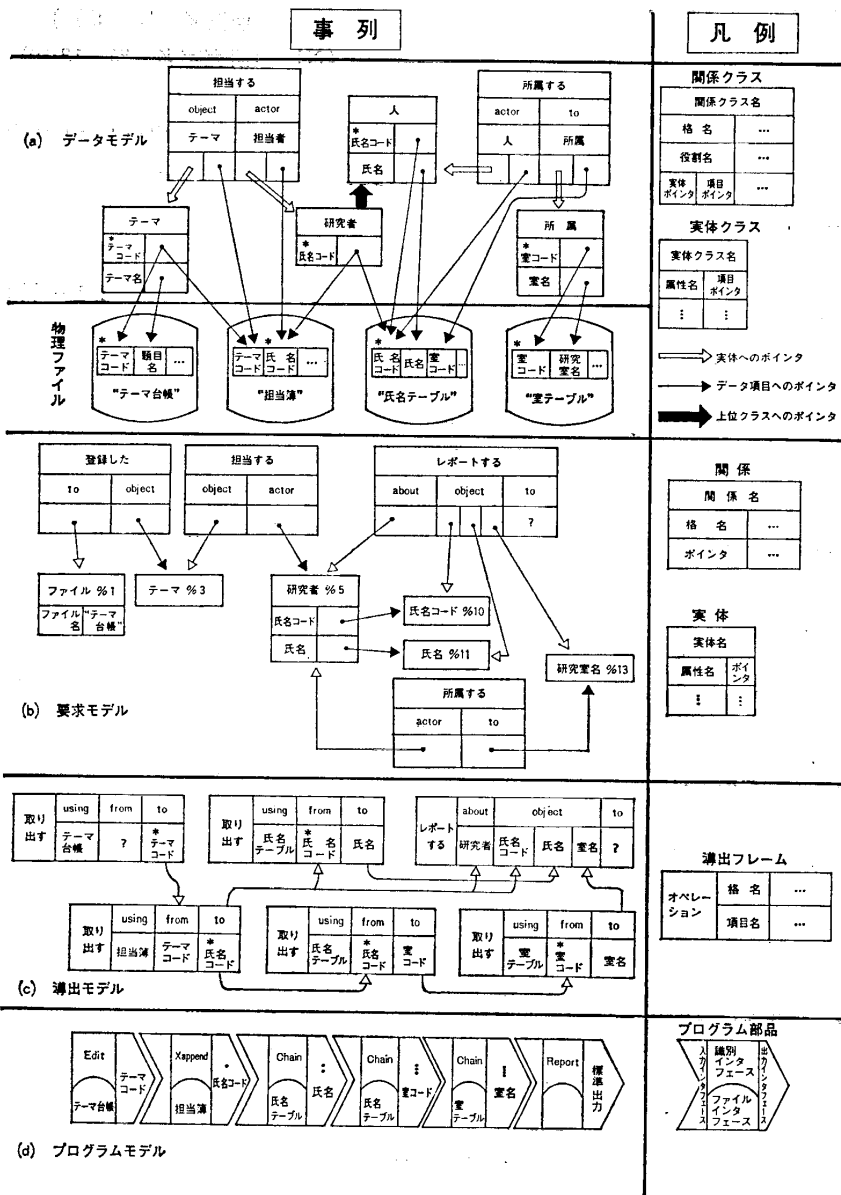 事 列
凡 例
(a) データモデル
担当する
object actor
テーマ 担当者
人
*
氏名コード
氏名
所属する
actor to
人 所属
テーマ
*
テーマ
コード
テーマ名
研究者
*
氏名コード
所 属
*
室コード
室名
関係クラス
関係クラス名
格 名 …
役割名 …
実体
ポインタ
項目
ポインタ
…
実体クラス
実体クラス名
属性名
項目
ポインタ
⋮ ⋮
物理ファイル
*
テーマ
コード
題目
名
…
"テーマ台帳"
テーマ
コード
*
氏 名
コード
…
"担当簿"
*
氏 名
コード
氏名
室
コード
…
"氏名テーブル"
*
室
コード
研究
室名
…
"室テーブル"
実体へのポインタ
データ項目へのポインタ
上位クラスへのポインタ
登録した
to object
担当する
object actor
レポートする
about object to
?
ファイル %1
ファイル
名
"テーマ
台帳"
テーマ %3
研究者 %5
氏名コード
氏名
氏名コード %10
氏名 %11
研究室名 %13
所属する
actor to
(b) 要求モデル
関 係
関 係 名
格 名 …
ポインタ …
実 体
実体名
属性名
ポイ
ンタ
⋮ ⋮
取り
出す
using from to
テーマ
台帳
?
*
テーマ
コード
取り
出す
using from to
氏名
テーブル
*
氏 名
コード
氏名
レポート
する
about object to
研究者
氏名
コード
氏名
室名
?
取り
出す
using from to
担当簿
テーマ
コード
*
氏名
コード
取り
出す
using from to
氏名
テーブル
*
氏名
コード
室
コード
取り
出す
using from to
室
テーブル
*
室
コード
室名
(c) 導出モデル
導出フレーム
オペレー
ション
格 名 …
項目名 …
Edit
テーマ台帳
テーマ
コード
Xappend
担当簿
氏名コード
Chain
氏名
テーブル
氏名
Chain
氏名
テーブル
室コード
Chain
室
テーブル
室名
Report
標準出力
(d) プログラムモデル
プログラム部品
入力インタフェース
識別
インタ
フェース
ファイル
インタ
フェース
出力インタフェース